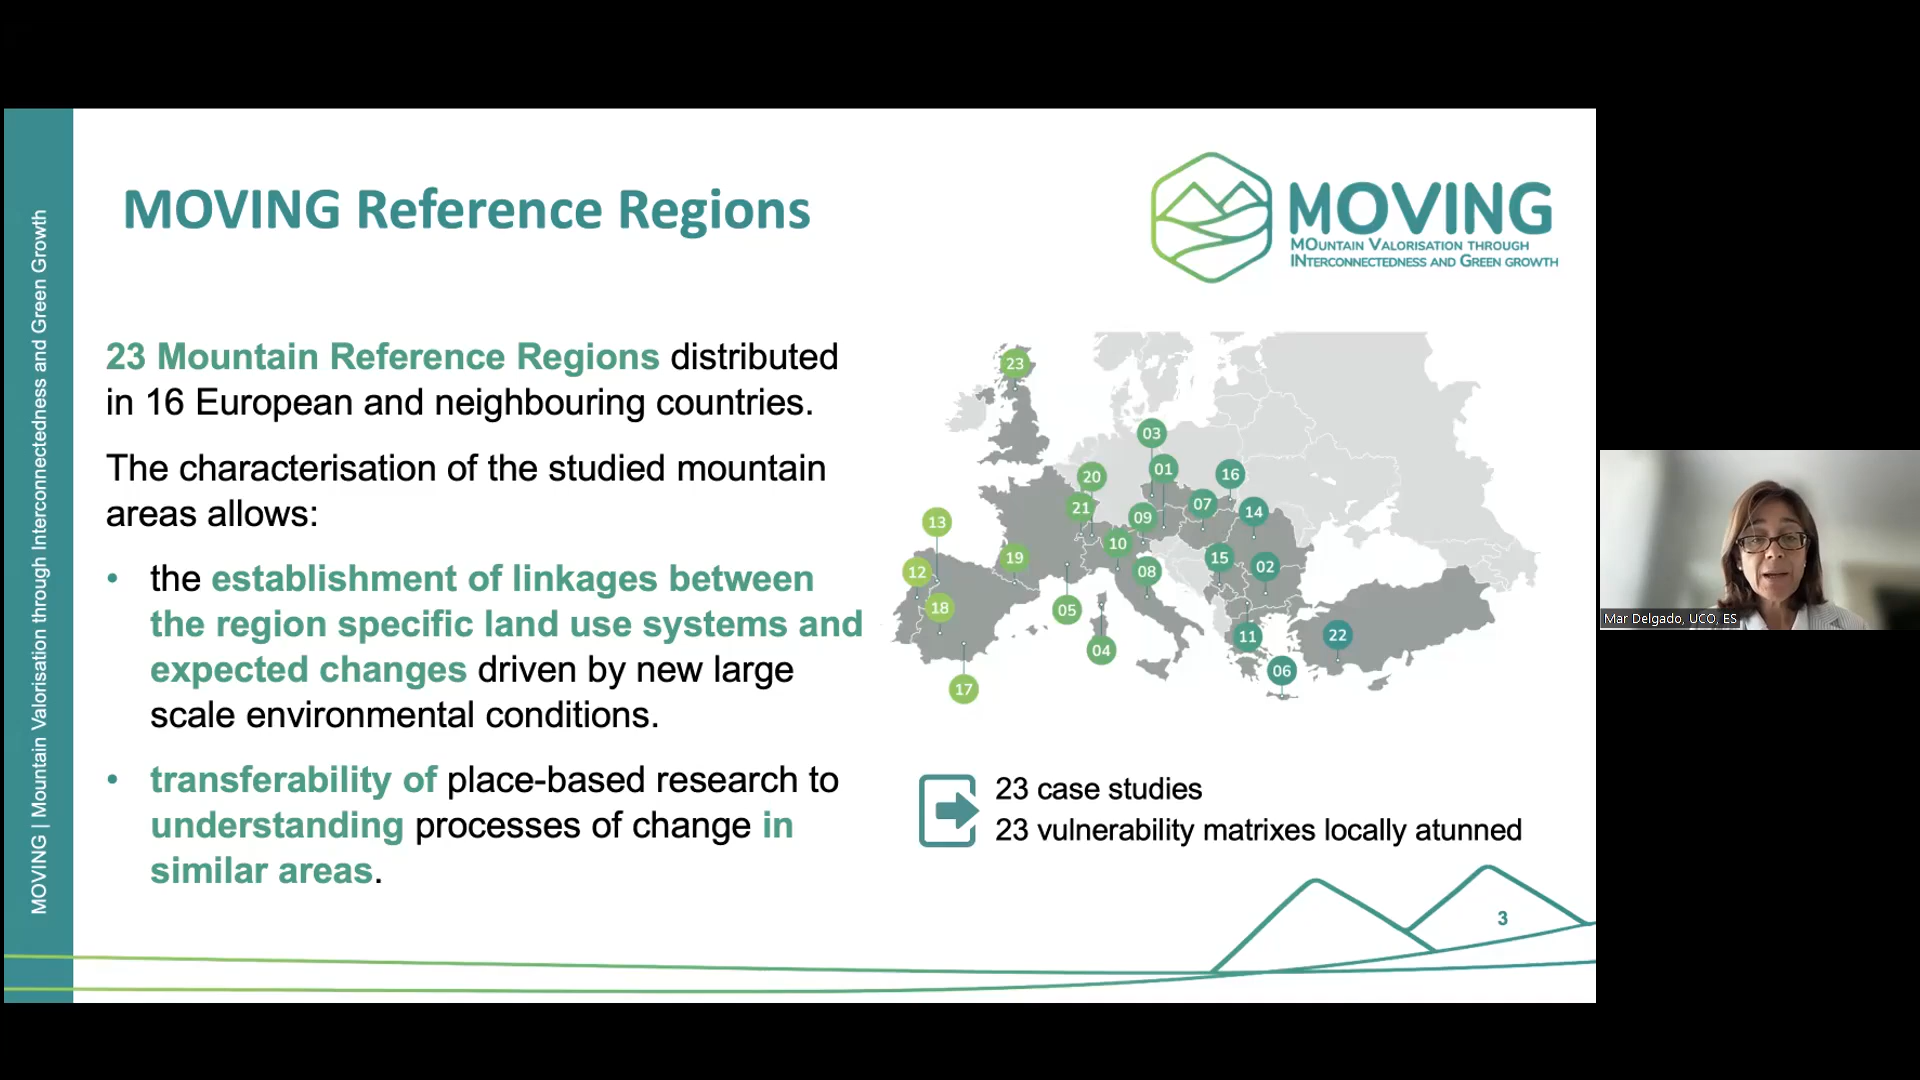 MOVING | Mountain Valorisation through Interconnectedness and Green Growth
MOVING Reference Regions
MOVING
MOUNTAIN VALORISATION THROUGH
INTERCONNECTEDNESS AND GREEN GROWTH
23 Mountain Reference Regions distributed
in 16 European and neighbouring countries.
The characterisation of the studied mountain
areas allows:
• the establishment of linkages between
the region specific land use systems and
expected changes driven by new large
scale environmental conditions.
• transferability of place-based research to
understanding processes of change in
similar areas.
23
03
01
20
16
21
07
09
14
13
10
19
15
02
08
12
18
05
11
22
04
06
17
23 case studies
23 vulnerability matrixes locally atunned
3
Mar Delgado, UCO, ES